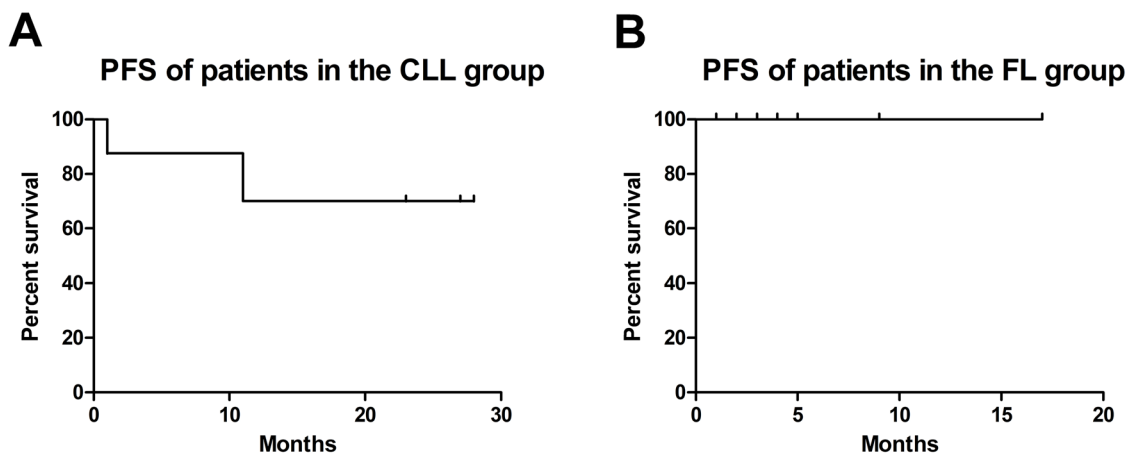 A
PFS of patients in the CLL group
Percent survival
100
80
60
40
20
0
0 10 20 30
Months
B
PFS of patients in the FL group
Percent survival
100
80
60
40
20
0
0 5 10 15 20
Months